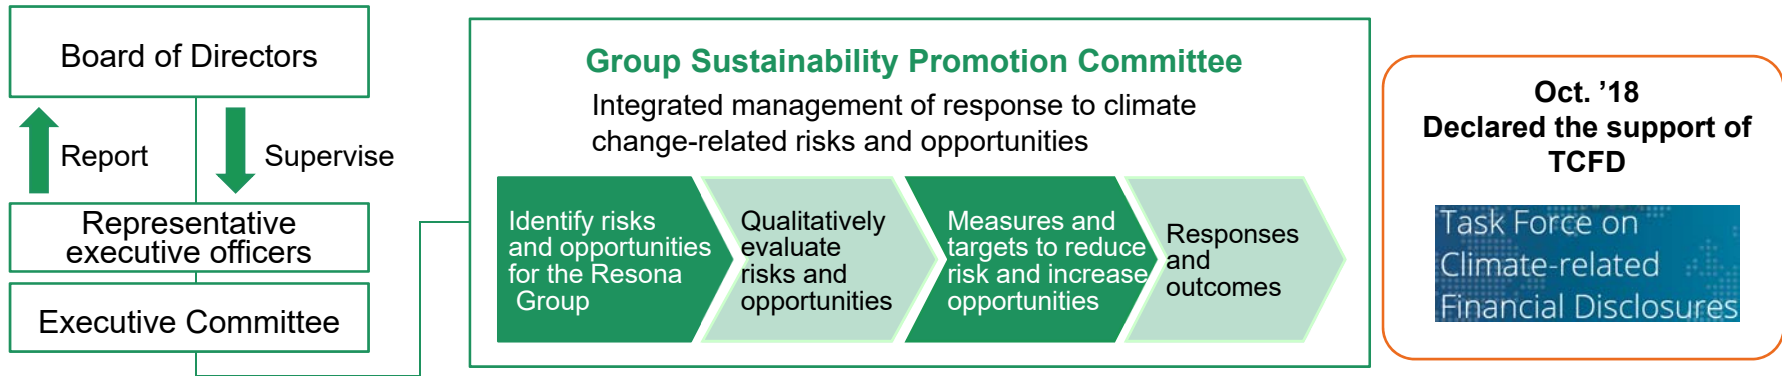 Board of Directors
Report
Supervise
Representative
executive officers
Executive Committee
Group Sustainability Promotion Committee
Integrated management of response to climate
change-related risks and opportunities
Identify risks
and opportunities
for the Resona
Group
Qualitatively
evaluate
risks and
opportunities
Measures and
targets to reduce
risk and increase
opportunities
Responses
and
outcomes
Oct. ’18
Declared the support of
TCFD
Task Force on
Climate-related
Financial Disclosures